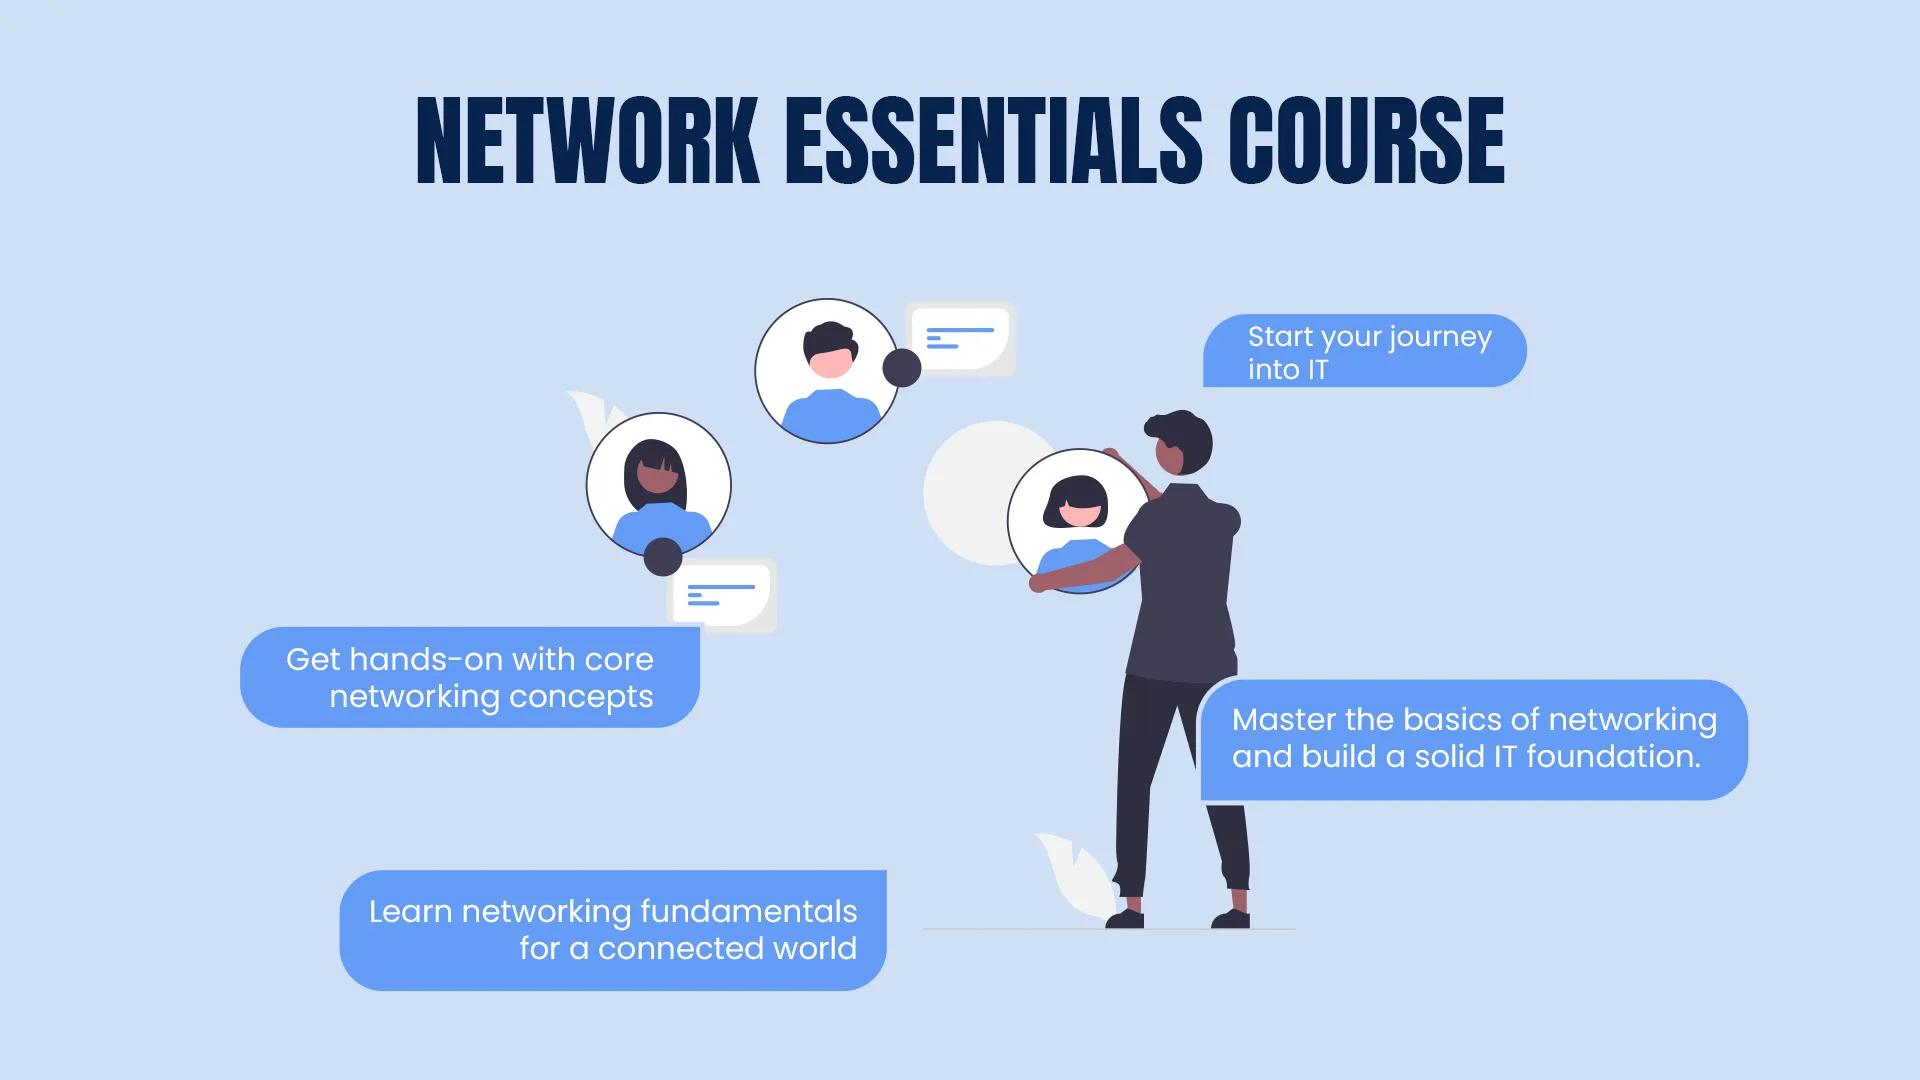 NETWORK ESSENTIALS COURSE
Start your journey
into IT
Get hands-on with core
networking concepts
Master the basics of networking
and build a solid IT foundation.
Learn networking fundamentals
for a connected world